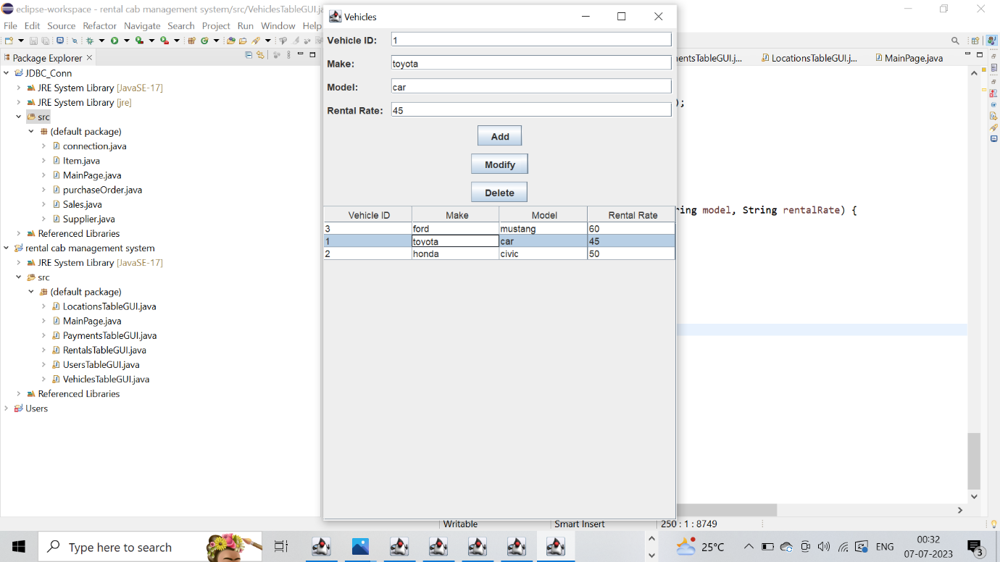 eclipse-workspace - rental cab management system/src/VehiclesTableGUI.ja
File Edit Source Refactor Navigate Search Project Run Window Help
Package Explorer
JDBC_Conn
JRE System Library [JavaSE-17]
JRE System Library [jre]
src
(default package)
connection.java
Item.java
MainPage.java
purchaseOrder.java
Sales.java
Supplier.java
Referenced Libraries
rental cab management system
JRE System Library [JavaSE-17]
src
(default package)
LocationsTableGUI.java
MainPage.java
PaymentsTableGUI.java
RentalsTableGUI.java
UsersTableGUI.java
VehiclesTableGUI.java
Referenced Libraries
Users
Vehicles
Vehicle ID: 1
Make: toyota
Model: car
Rental Rate: 45
Add
Modify
Delete
Vehicle ID Make Model Rental Rate
3 ford mustang 60
1 toyota car 45
2 honda civic 50
entsTableGUI.j... LocationsTableGUI.j... MainPage.java
);
ring model, String rentalRate) {
Writable Smart Insert 250 : 1 : 8749
Type here to search
25°C ENG
00:32
07-07-2023
3